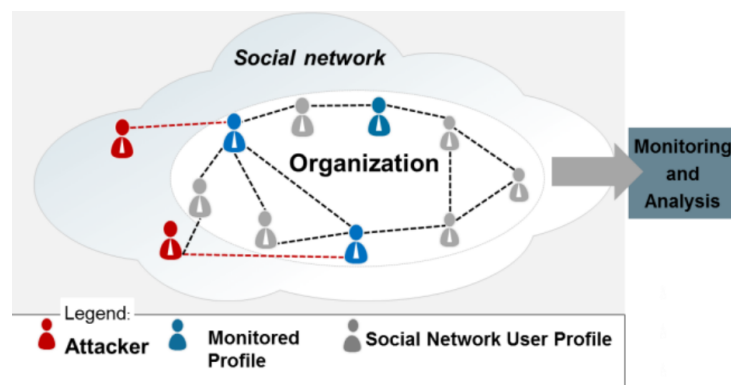 Social network
Organization
Monitoring
and
Analysis
Legend:
Attacker
Monitored
Profile
Social Network User Profile